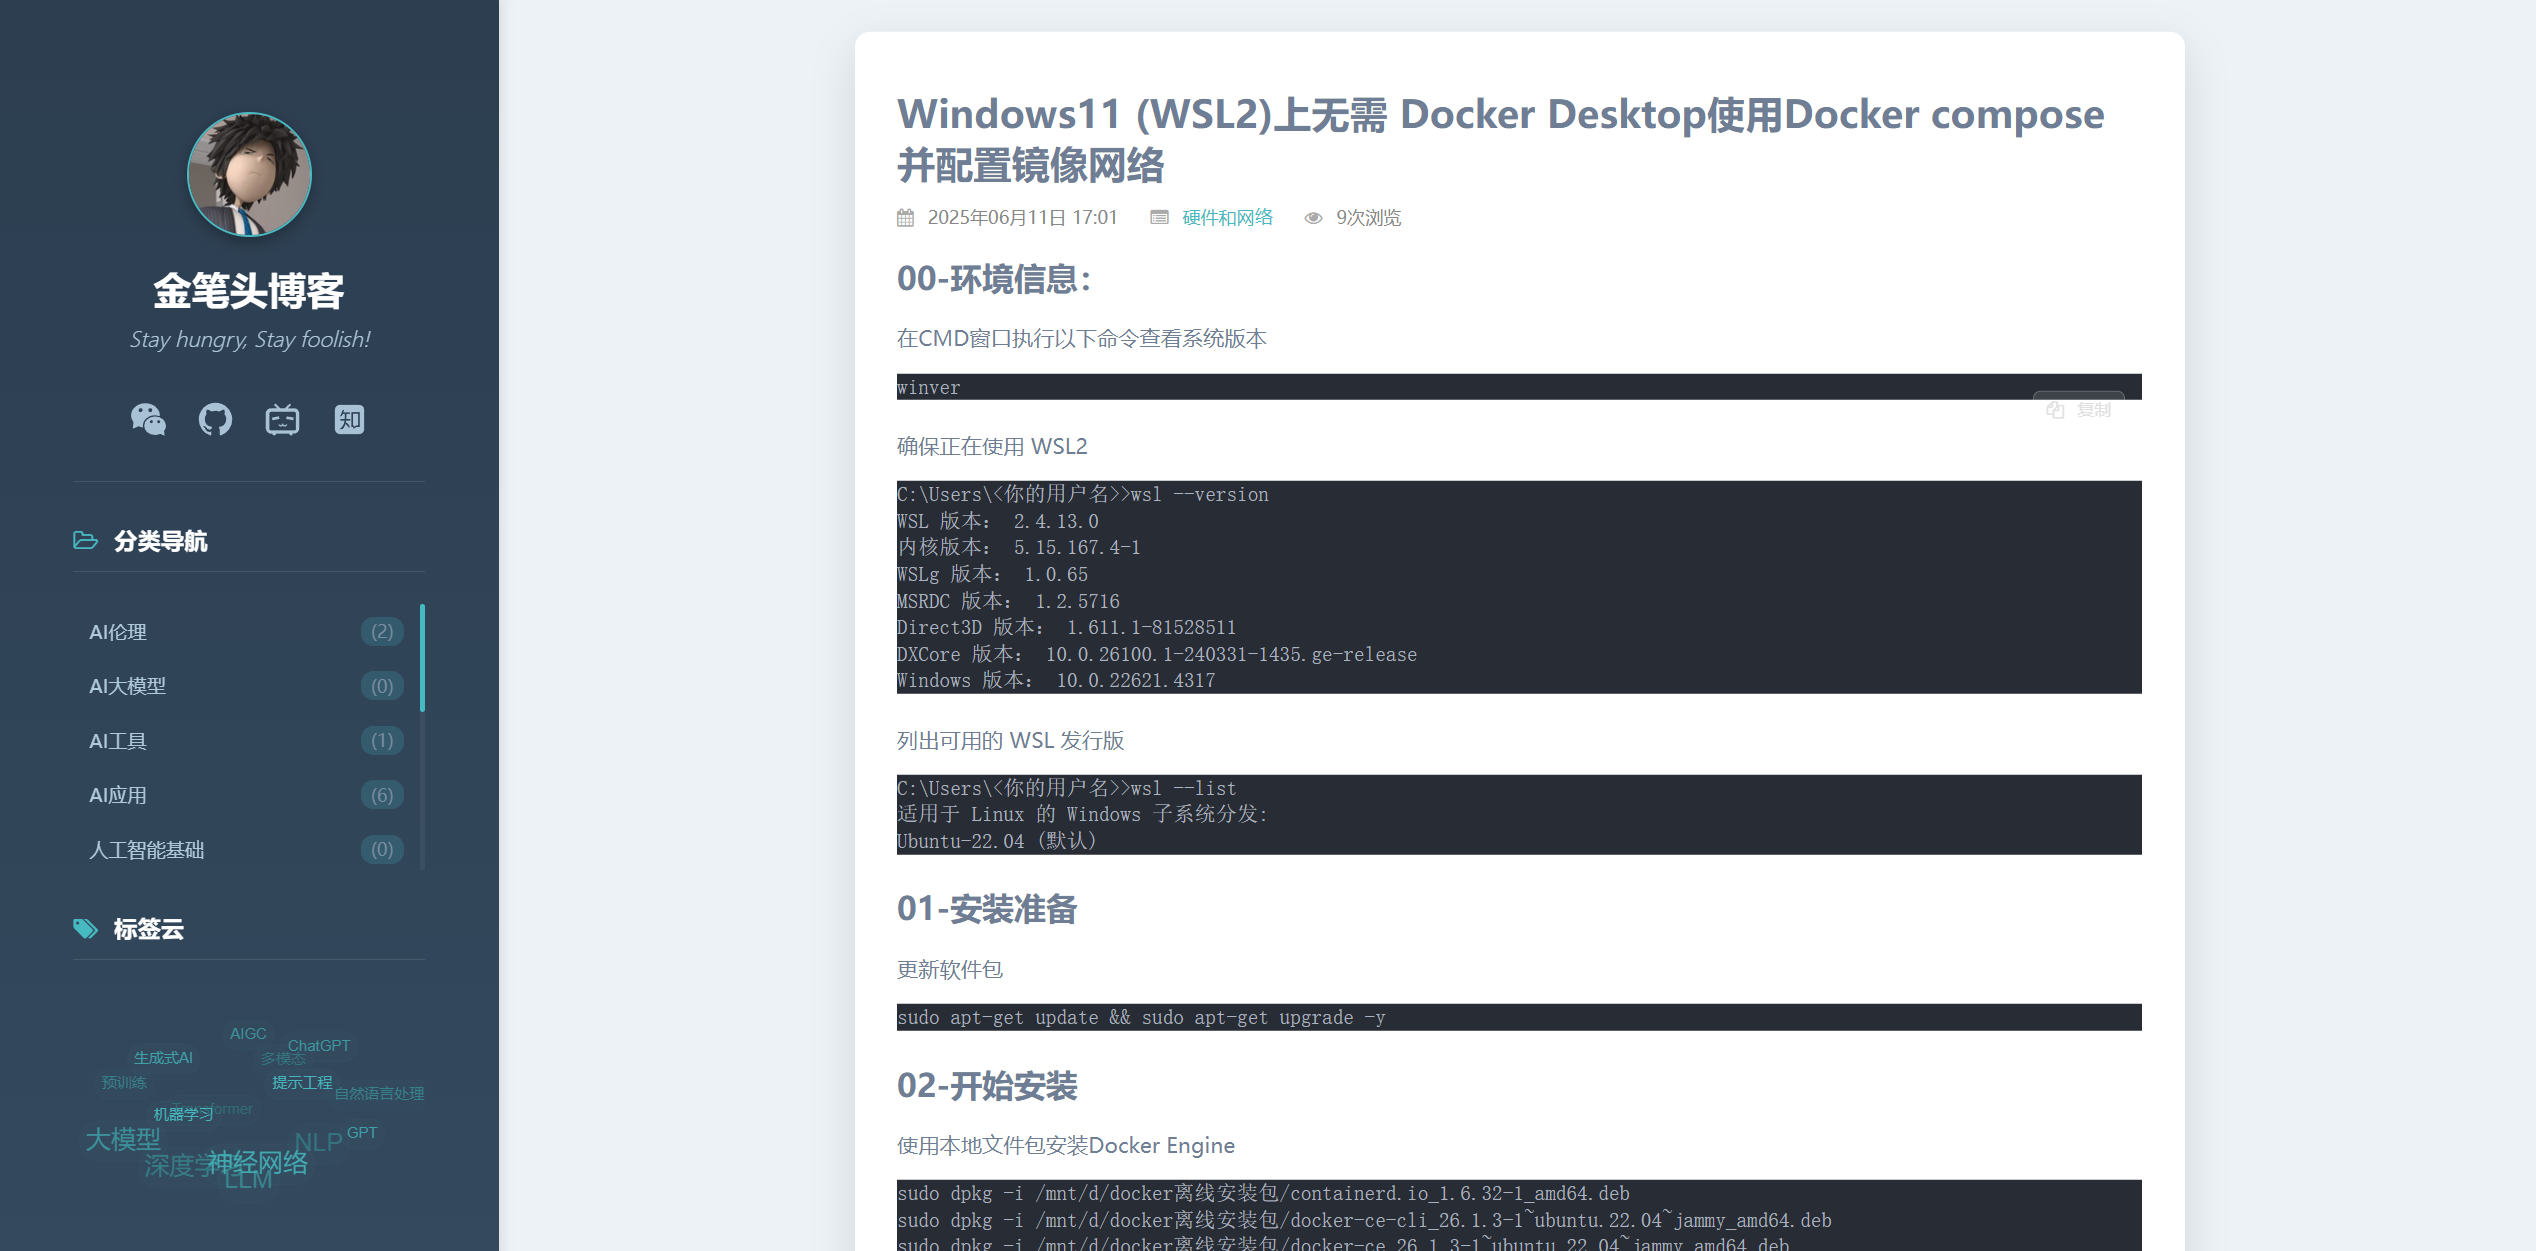 金笔头博客
Stay hungry, Stay foolish!
知
分类导航
AI伦理 (2)
AI大模型 (0)
AI工具 (1)
AI应用 (6)
人工智能基础 (0)
标签云
AIGC
ChatGPT
生成式AI
多模态
预训练
提示工程
自然语言处理
Transformer
机器学习
GPT
大模型
NLP
神经网络
深度学
LLM
Windows11 (WSL2)上无需 Docker Desktop使用Docker compose
并配置镜像网络
2025年06月11日 17:01 硬件和网络 9次浏览
00-环境信息：
在CMD窗口执行以下命令查看系统版本
winver
复制
确保正在使用 WSL2
C:\Users\<你的用户名>>wsl --version
WSL 版本： 2.4.13.0
内核版本： 5.15.167.4-1
WSLg 版本： 1.0.65
MSRDC 版本： 1.2.5716
Direct3D 版本： 1.611.1-81528511
DXCore 版本： 10.0.26100.1-240331-1435.ge-release
Windows 版本： 10.0.22621.4317
列出可用的 WSL 发行版
C:\Users\<你的用户名>>wsl --list
适用于 Linux 的 Windows 子系统分发:
Ubuntu-22.04 (默认)
01-安装准备
更新软件包
sudo apt-get update && sudo apt-get upgrade -y
02-开始安装
使用本地文件包安装Docker Engine
sudo dpkg -i /mnt/d/docker离线安装包/containerd.io_1.6.32-1_amd64.deb
sudo dpkg -i /mnt/d/docker离线安装包/docker-ce-cli_26.1.3-1~ubuntu.22.04~jammy_amd64.deb
sudo dpkg -i /mnt/d/docker离线安装包/docker-ce_26.1.3-1~ubuntu.22.04~jammy_amd64.deb